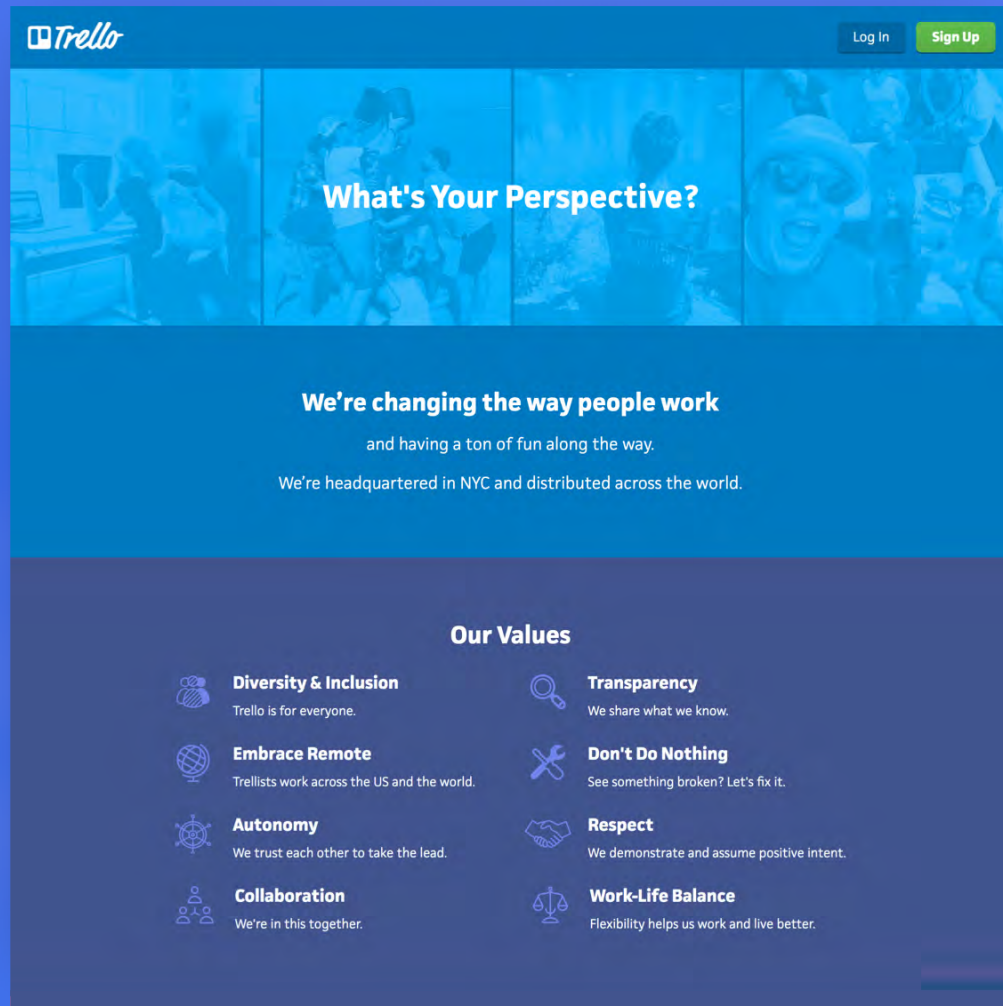 Trello
Log In
Sign Up
What's Your Perspective?
We're changing the way people work
and having a ton of fun along the way.
We're headquartered in NYC and distributed across the world.
Our Values
Diversity & Inclusion
Trello is for everyone.
Embrace Remote
Trellists work across the US and the world.
Autonomy
We trust each other to take the lead.
Collaboration
We're in this together.
Transparency
We share what we know.
Don't Do Nothing
See something broken? Let's fix it.
Respect
We demonstrate and assume positive intent.
Work-Life Balance
Flexibility helps us work and live better.